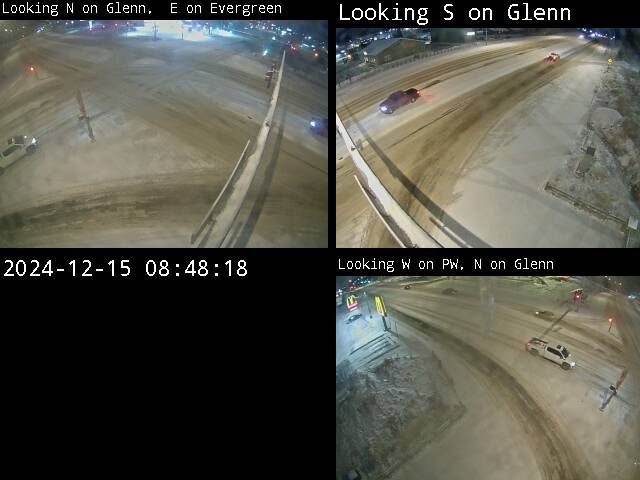 Looking N on Glenn, E on Evergreen
Looking S on Glenn
2024-12-15 08:48:18
Looking W on PW, N on Glenn